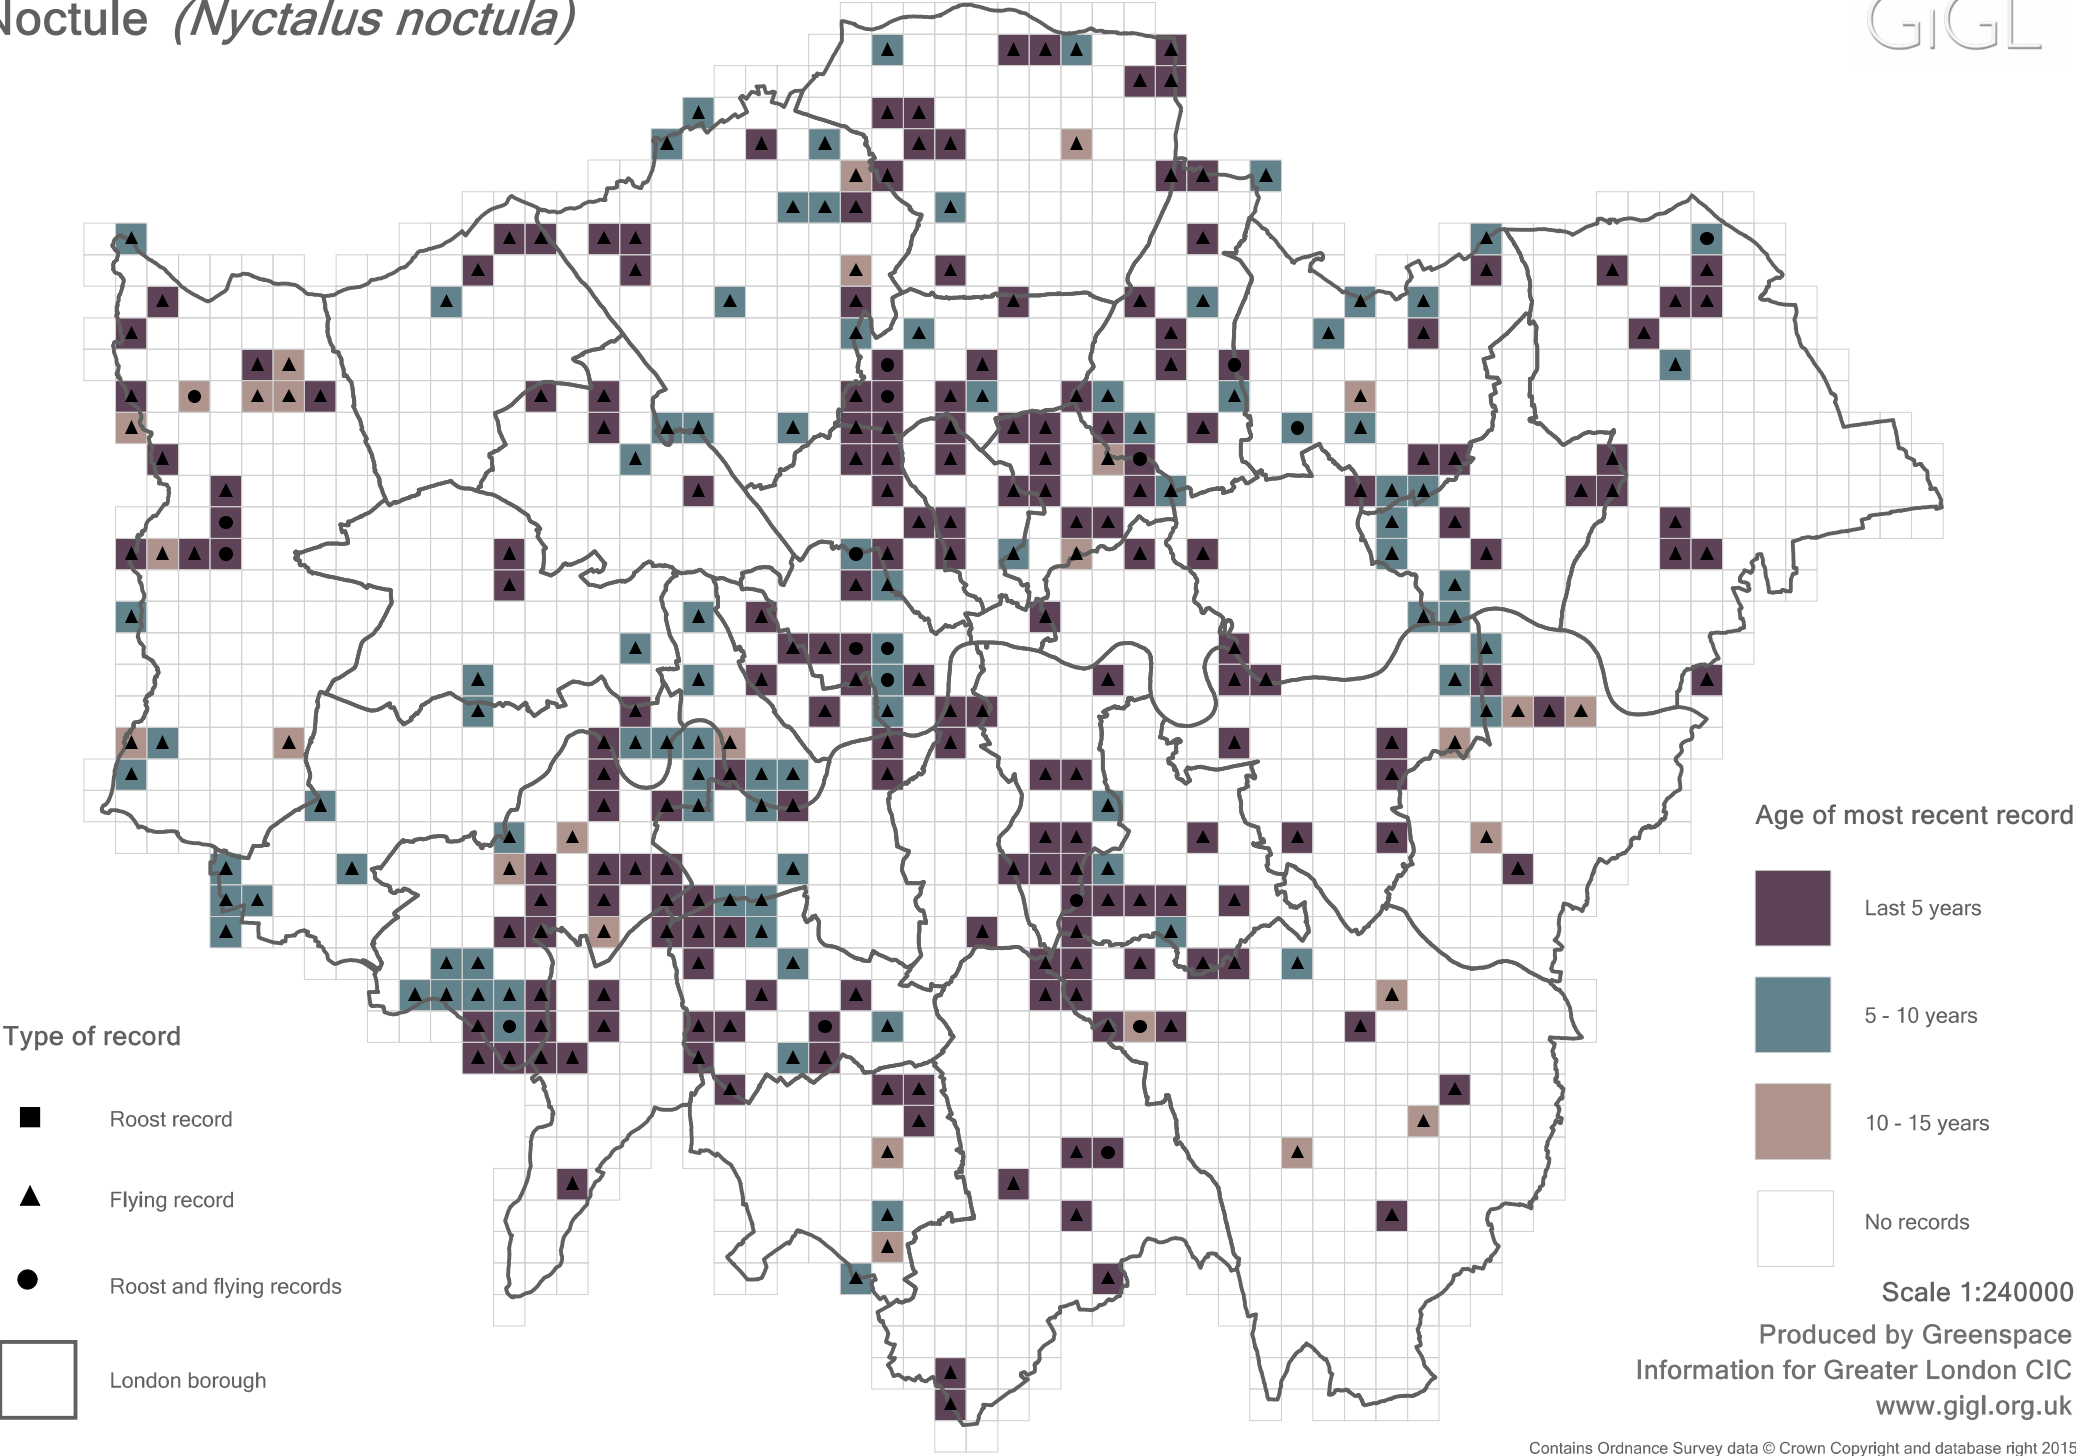 Noctule (Nyctalus noctula)
GiGL
Age of most recent record
Last 5 years
5 - 10 years
10 - 15 years
No records
Type of record
Roost record
Flying record
Roost and flying records
London borough
Scale 1:240000
Produced by Greenspace
Information for Greater London CIC
www.gigl.org.uk
Contains Ordnance Survey data © Crown Copyright and database right 2015